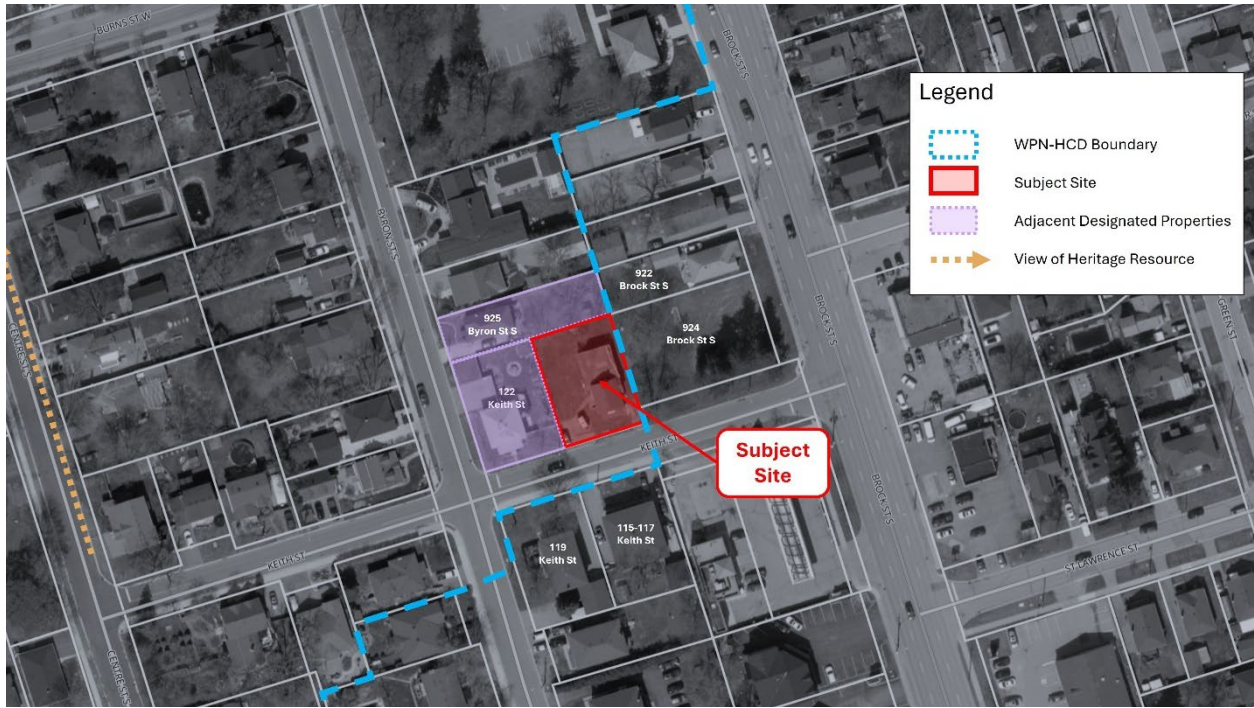 BURNS ST W
BROCK ST S
Legend
WPN-HCD Boundary
Subject Site
Adjacent Designated Properties
View of Heritage Resource
BYRON ST S
922
Brock St S
925
Byron St S
924
Brock St S
BROCK ST S
GREEN ST
CENTRE ST S
122
Keith St
KEITH ST
Subject
Site
BROCK ST S
115-117
Keith St
119
Keith St
KEITH ST
ST LAWRENCE ST
CENTRE ST S